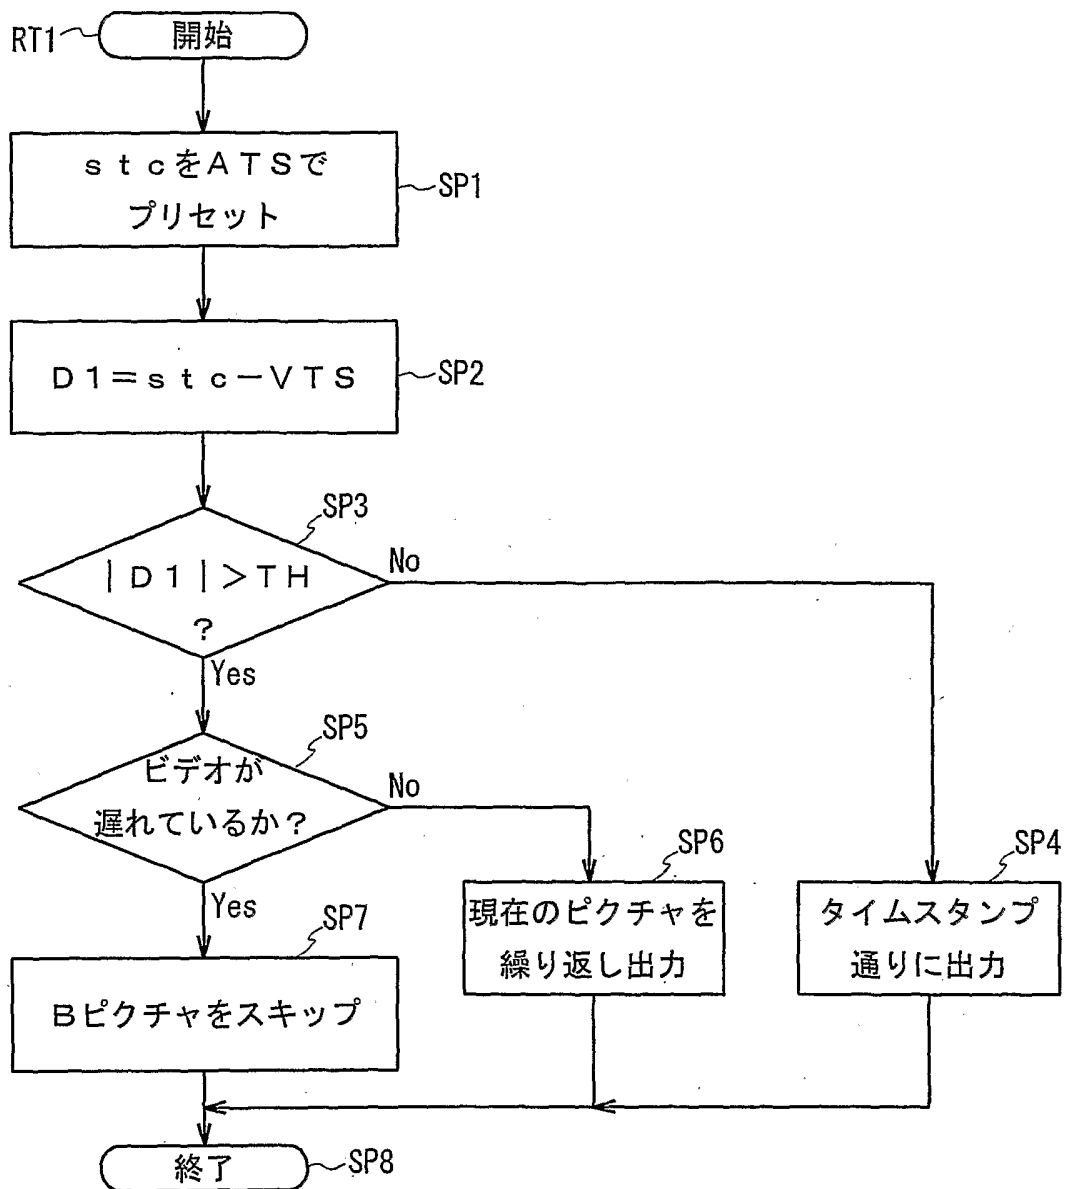 RT1
開始
ｓｔｃをＡＴＳで
プリセット
SP1
Ｄ１＝ｓｔｃ－ＶＴＳ
SP2
SP3
｜Ｄ１｜＞ＴＨ
？
No
Yes
SP5
ビデオが
遅れているか？
No
Yes
SP6
現在のピクチャを
繰り返し出力
SP4
タイムスタンプ
通りに出力
SP7
Ｂピクチャをスキップ
終了
SP8